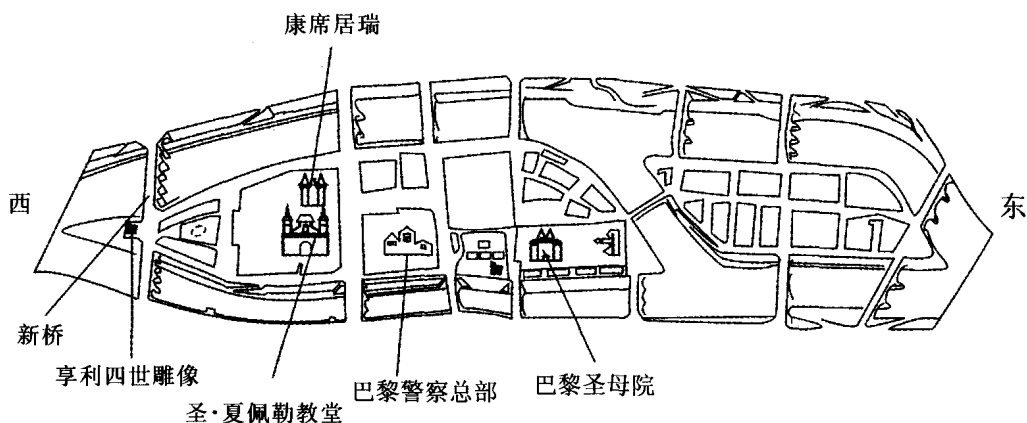 康席居瑞
西
东
新桥
享利四世雕像
圣·夏佩勒教堂
巴黎警察总部
巴黎圣母院